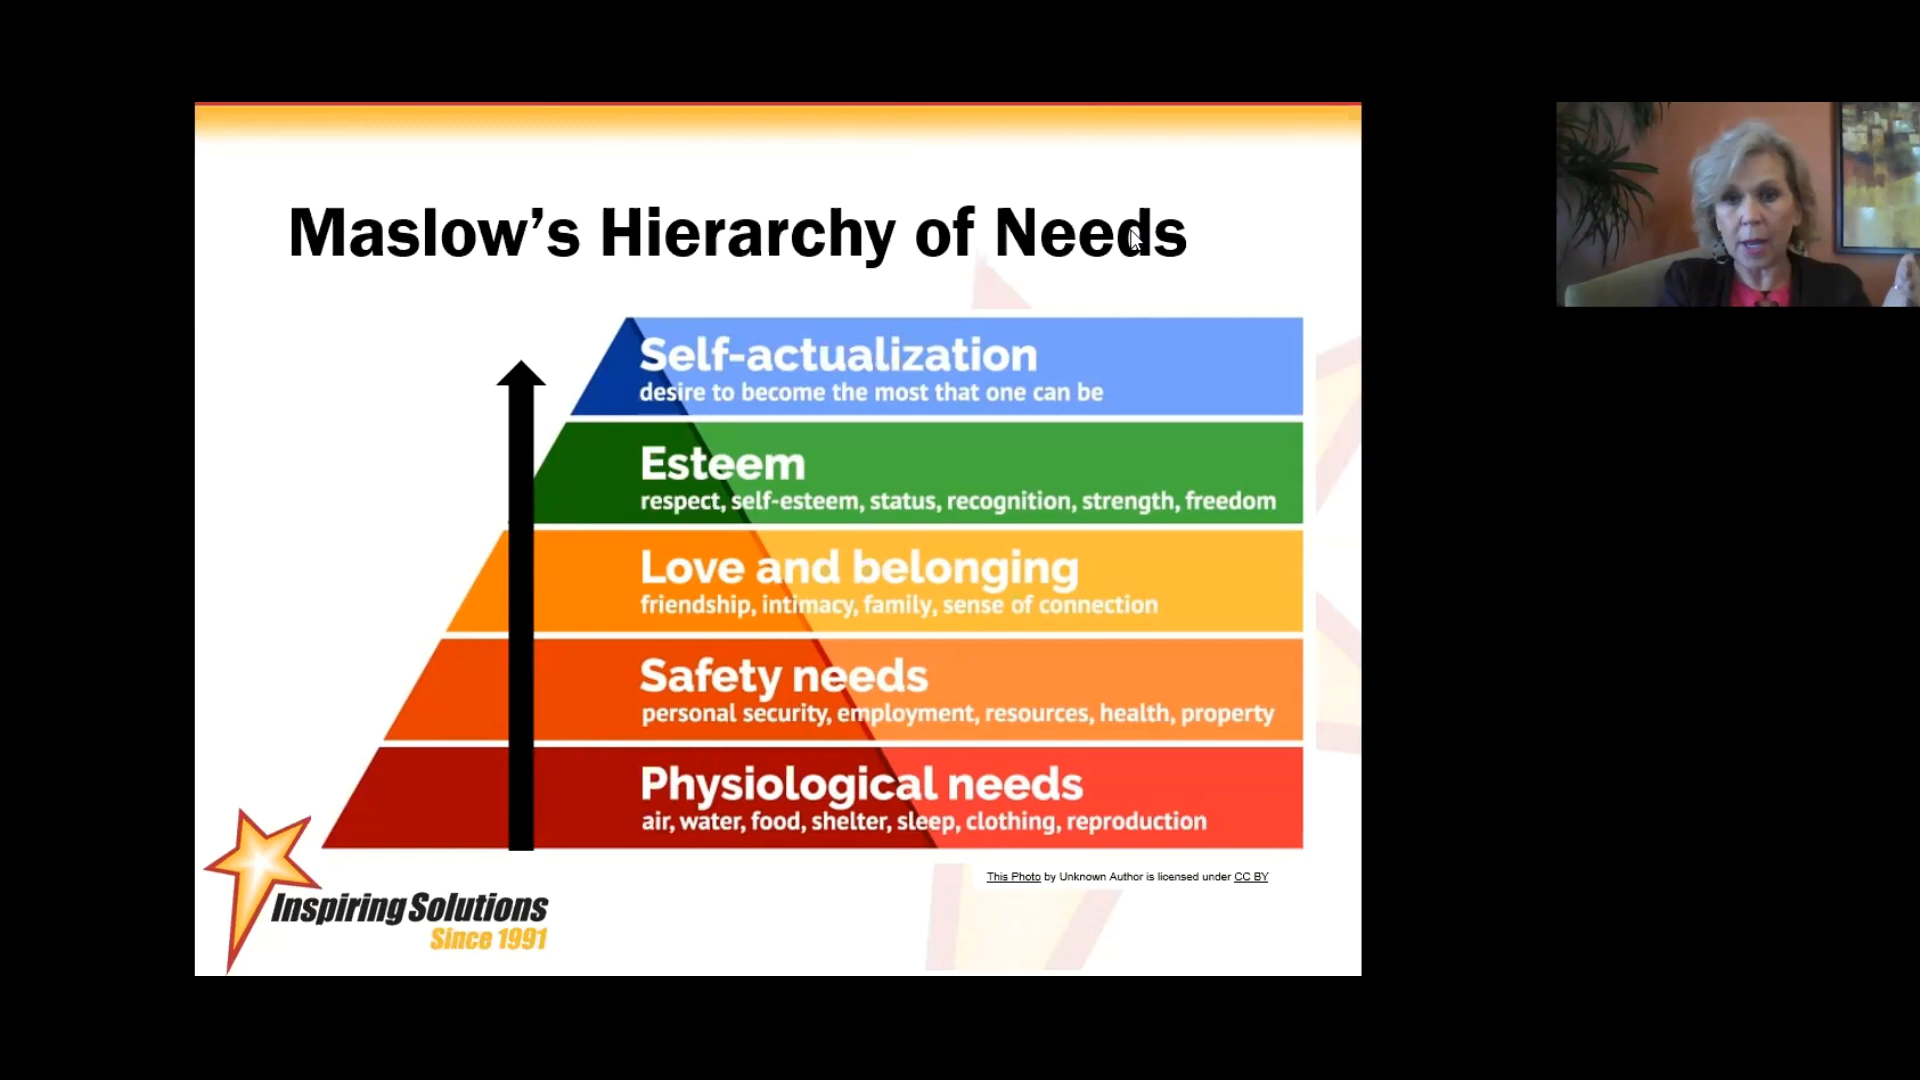 Maslow’s Hierarchy of Needs
Self-actualization
desire to become the most that one can be
Esteem
respect, self-esteem, status, recognition, strength, freedom
Love and belonging
friendship, intimacy, family, sense of connection
Safety needs
personal security, employment, resources, health, property
Physiological needs
air, water, food, shelter, sleep, clothing, reproduction
This Photo by Unknown Author is licensed under CC BY
Inspiring Solutions
Since 1991